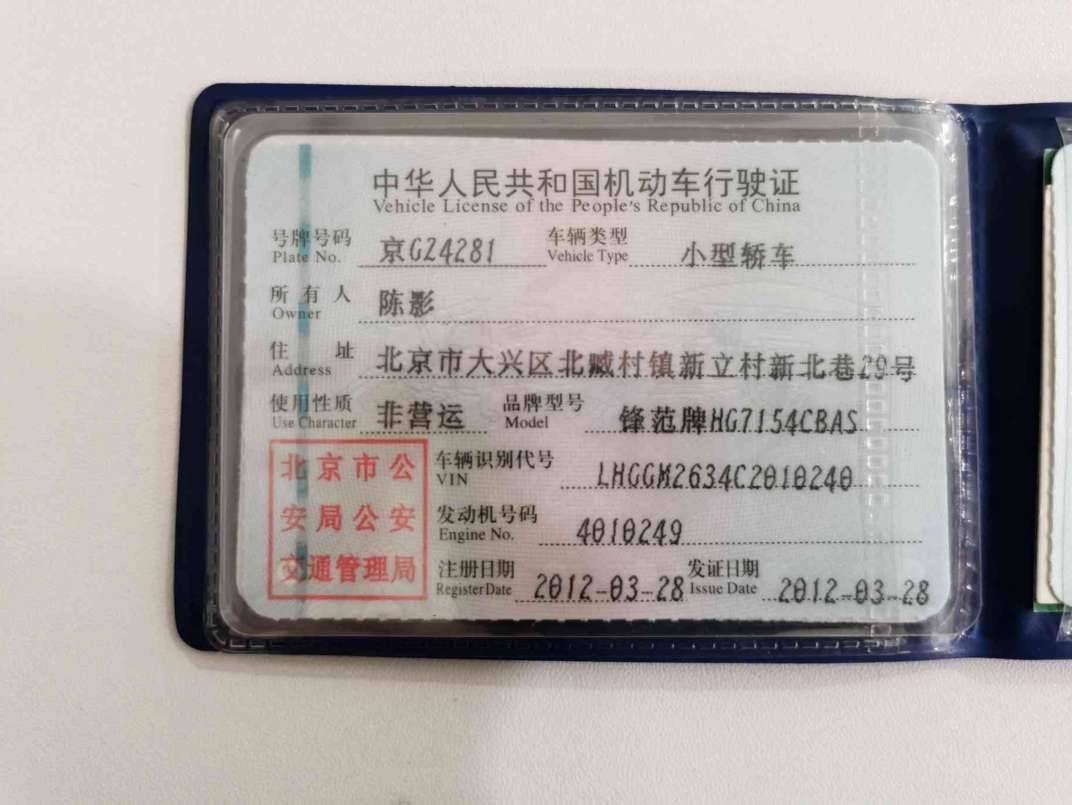 中华人民共和国机动车行驶证
Vehicle License of the People's Republic of China
号牌号码 京G24281 车辆类型 小型轿车
Plate No. Vehicle Type
所有人 陈影
Owner
住址 北京市大兴区北臧村镇新立村新北巷29号
Address
使用性质 非营运 品牌型号 锋范牌HG7154CBAS
Use Character Model
北京市公
安局公安
交通管理局
车辆识别代号 LHGGM2634C2010240
VIN
发动机号码 4010249
Engine No.
注册日期 2012-03-28 发证日期 2012-03-28
Register Date Issue Date